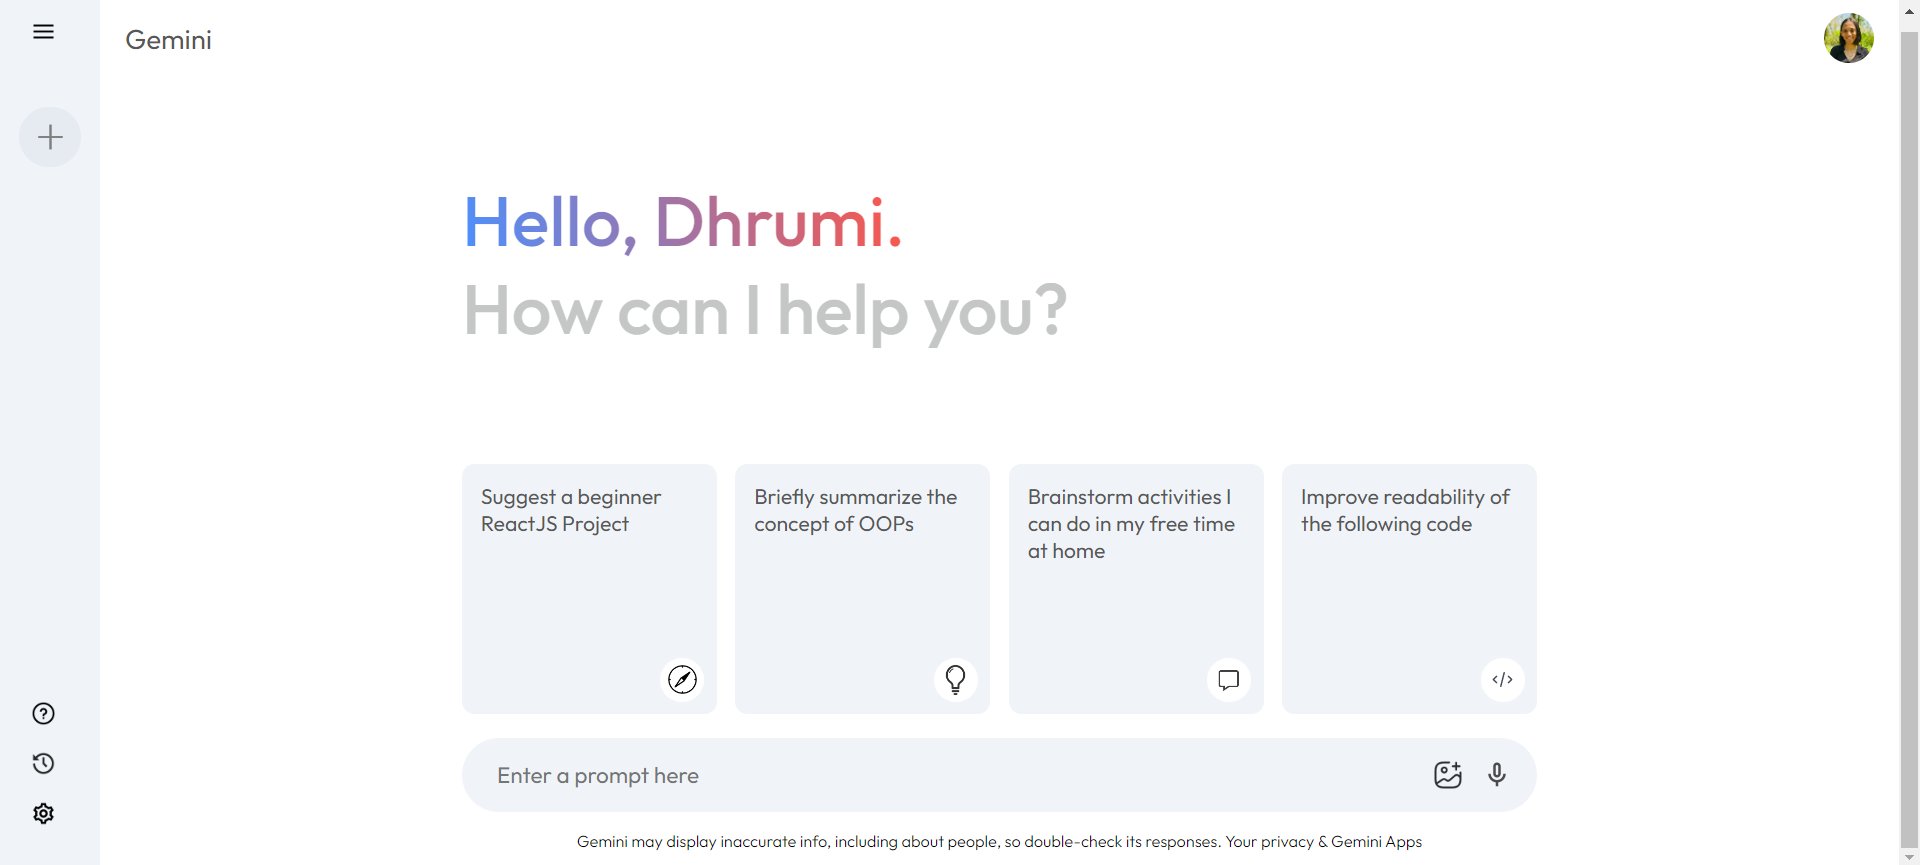 Gemini
Hello, Dhrumi.
How can I help you?
Suggest a beginner
ReactJS Project
Briefly summarize the
concept of OOPs
Brainstorm activities I
can do in my free time
at home
Improve readability of
the following code
Enter a prompt here
Gemini may display inaccurate info, including about people, so double-check its responses. Your privacy & Gemini Apps